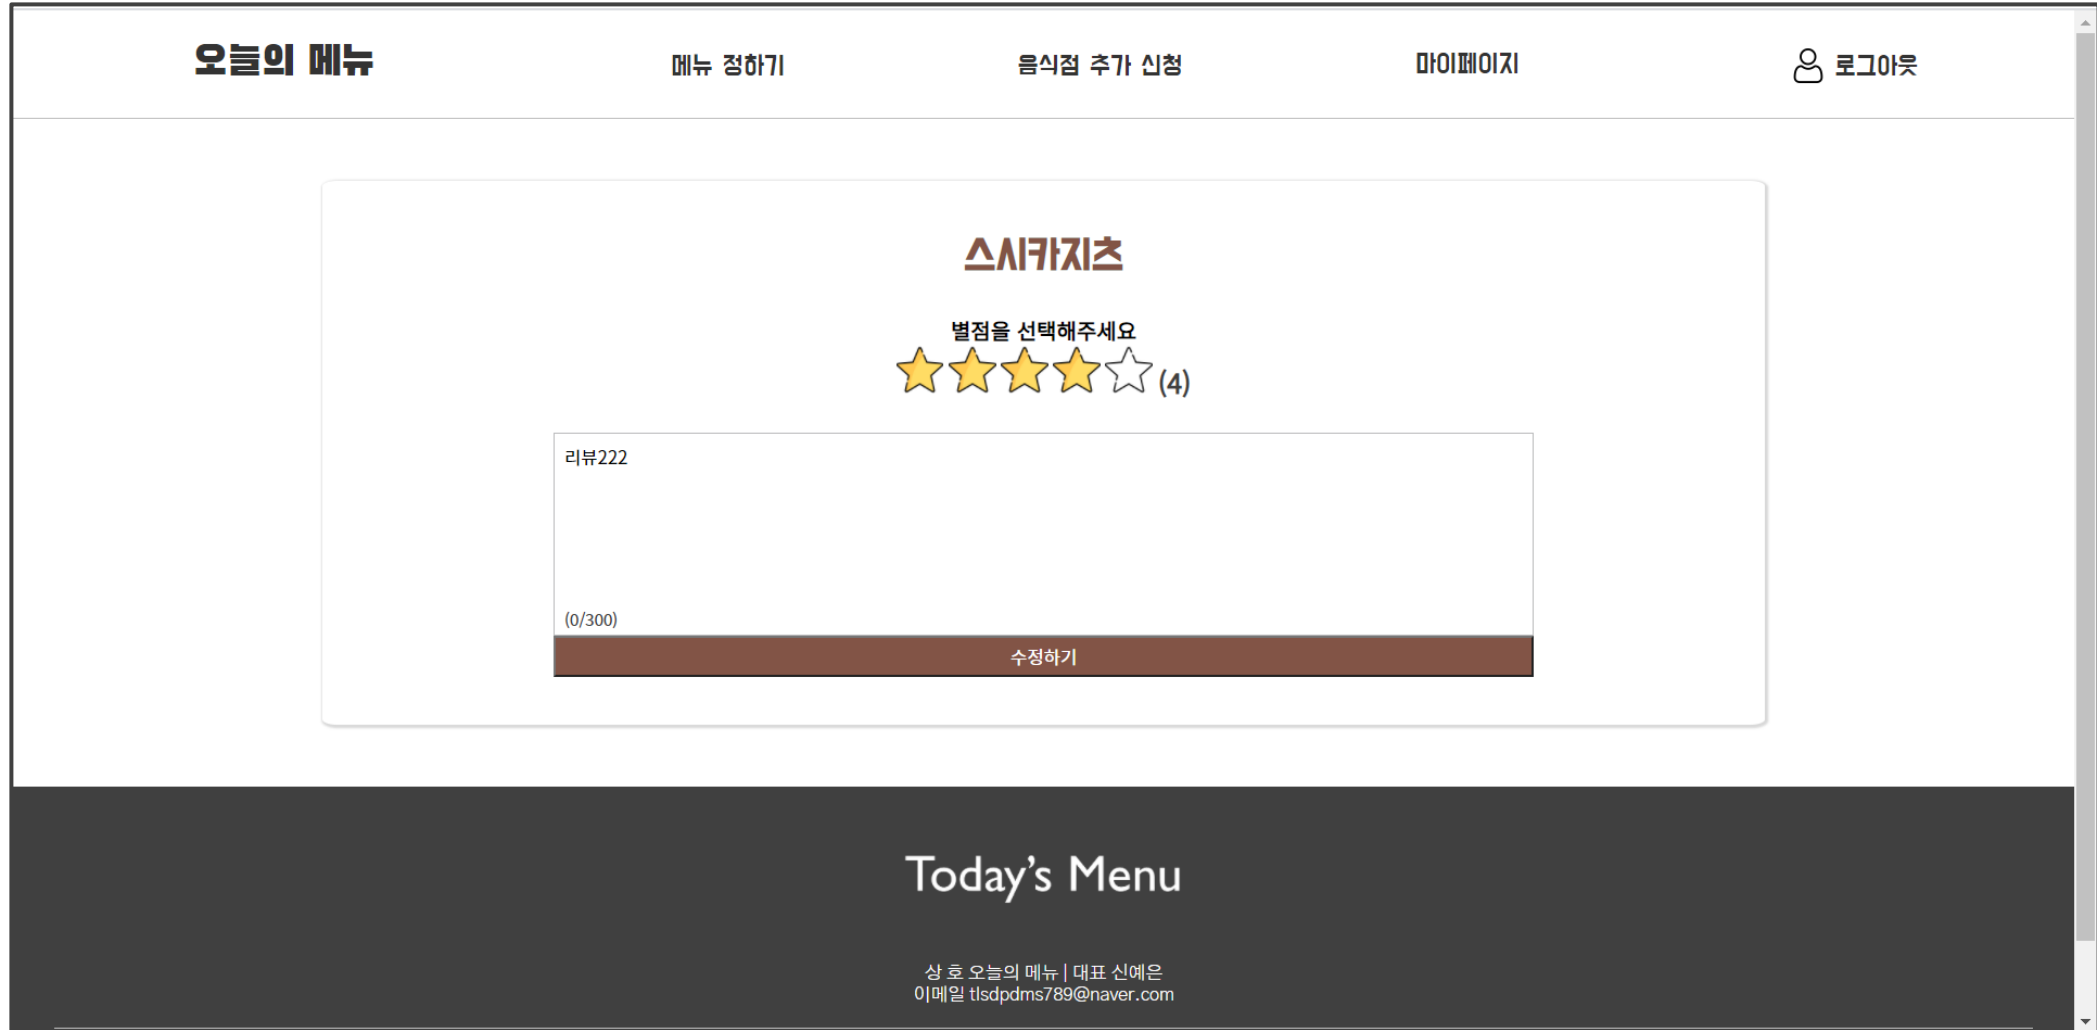 오늘의 메뉴
메뉴 정하기
음식점 추가 신청
마이페이지
로그아웃
스시카지츠
별점을 선택해주세요
(4)
리뷰222
(0/300)
수정하기
Today's Menu
상 호 오늘의 메뉴 | 대표 신예은
이메일 tlsdpdms789@naver.com